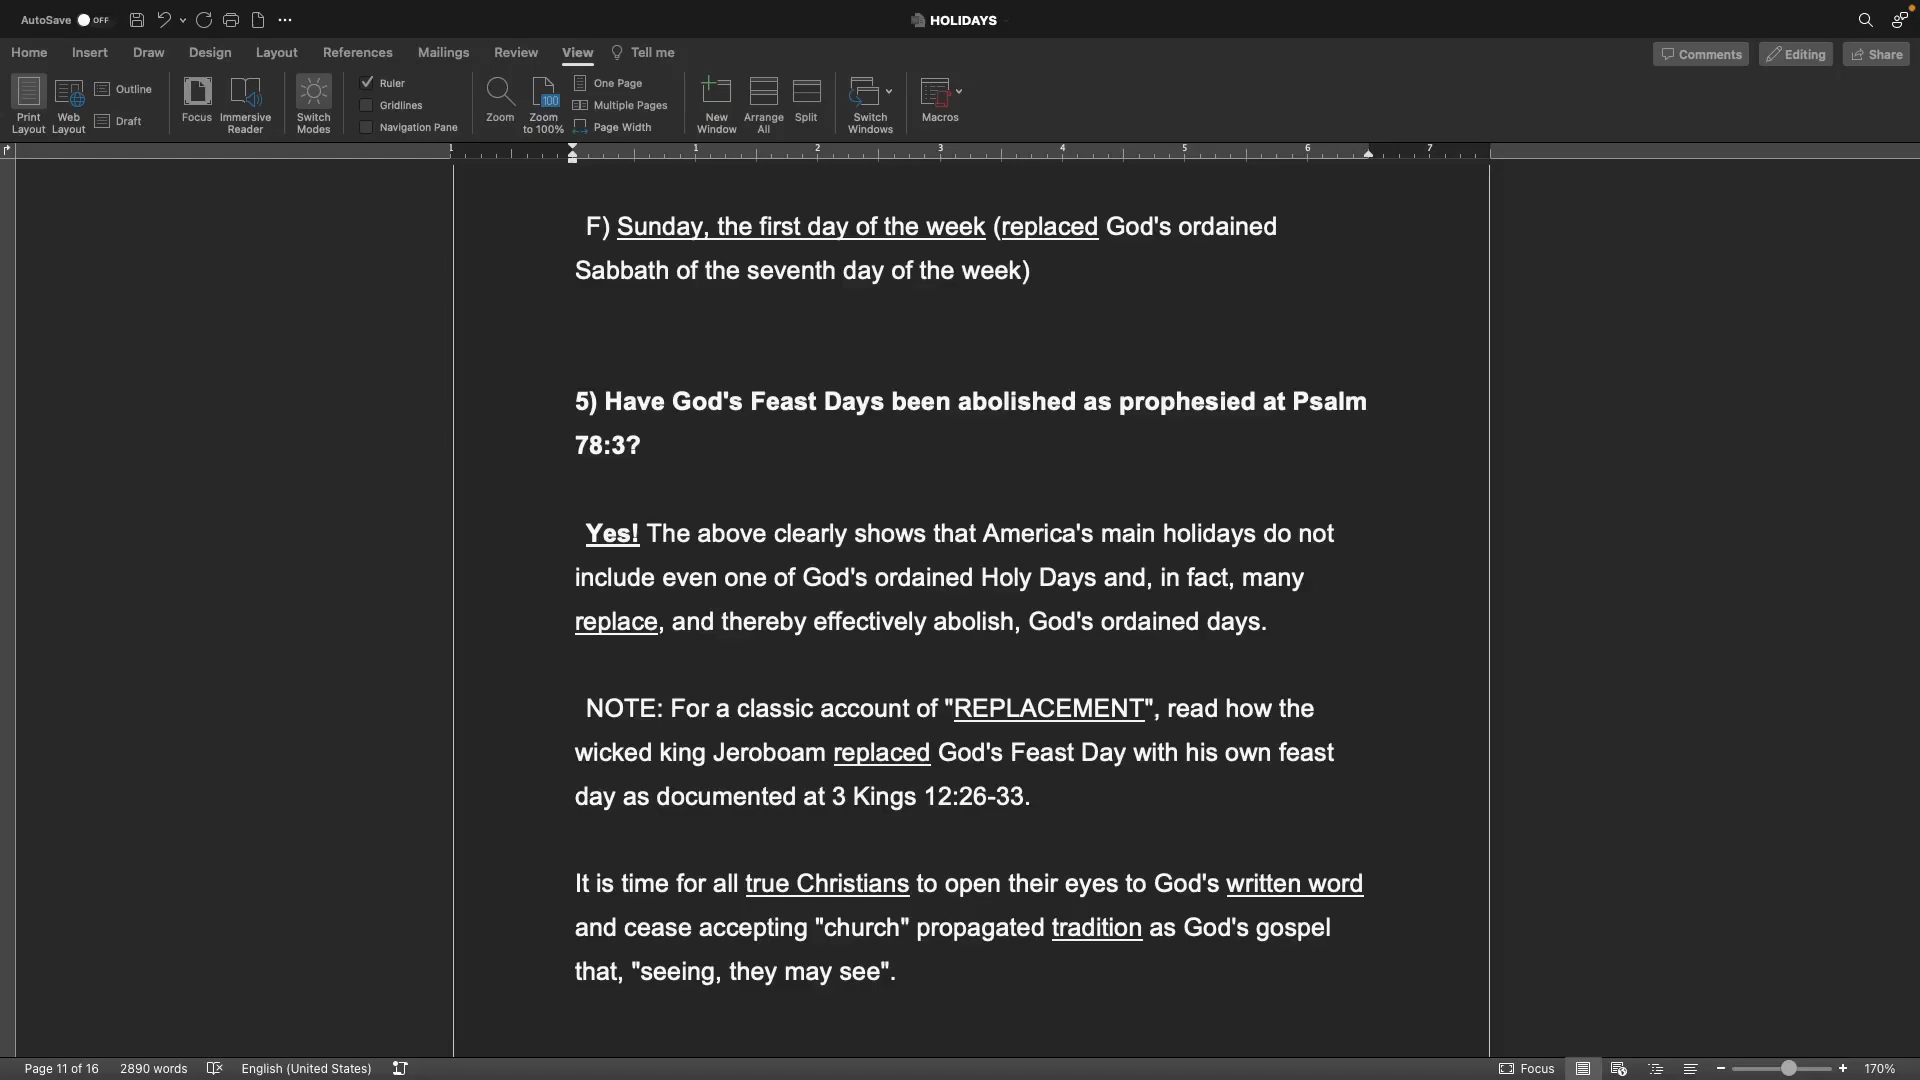 AutoSave OFF
HOLIDAYS
Home Insert Draw Design Layout References Mailings Review View Tell me
Comments Editing Share
Print Layout
Web Layout
Outline
Draft
Focus
Immersive Reader
Switch Modes
Ruler
Gridlines
Navigation Pane
Zoom
Zoom to 100%
100
One Page
Multiple Pages
Page Width
New Window
Arrange All
Split
Switch Windows
Macros
1 1 2 3 4 5 6 7
F) Sunday, the first day of the week (replaced God's ordained
Sabbath of the seventh day of the week)
5) Have God's Feast Days been abolished as prophesied at Psalm
78:3?
Yes! The above clearly shows that America's main holidays do not
include even one of God's ordained Holy Days and, in fact, many
replace, and thereby effectively abolish, God's ordained days.
NOTE: For a classic account of "REPLACEMENT", read how the
wicked king Jeroboam replaced God's Feast Day with his own feast
day as documented at 3 Kings 12:26-33.
It is time for all true Christians to open their eyes to God's written word
and cease accepting "church" propagated tradition as God's gospel
that, "seeing, they may see".
Page 11 of 16 2890 words English (United States) Focus 170%